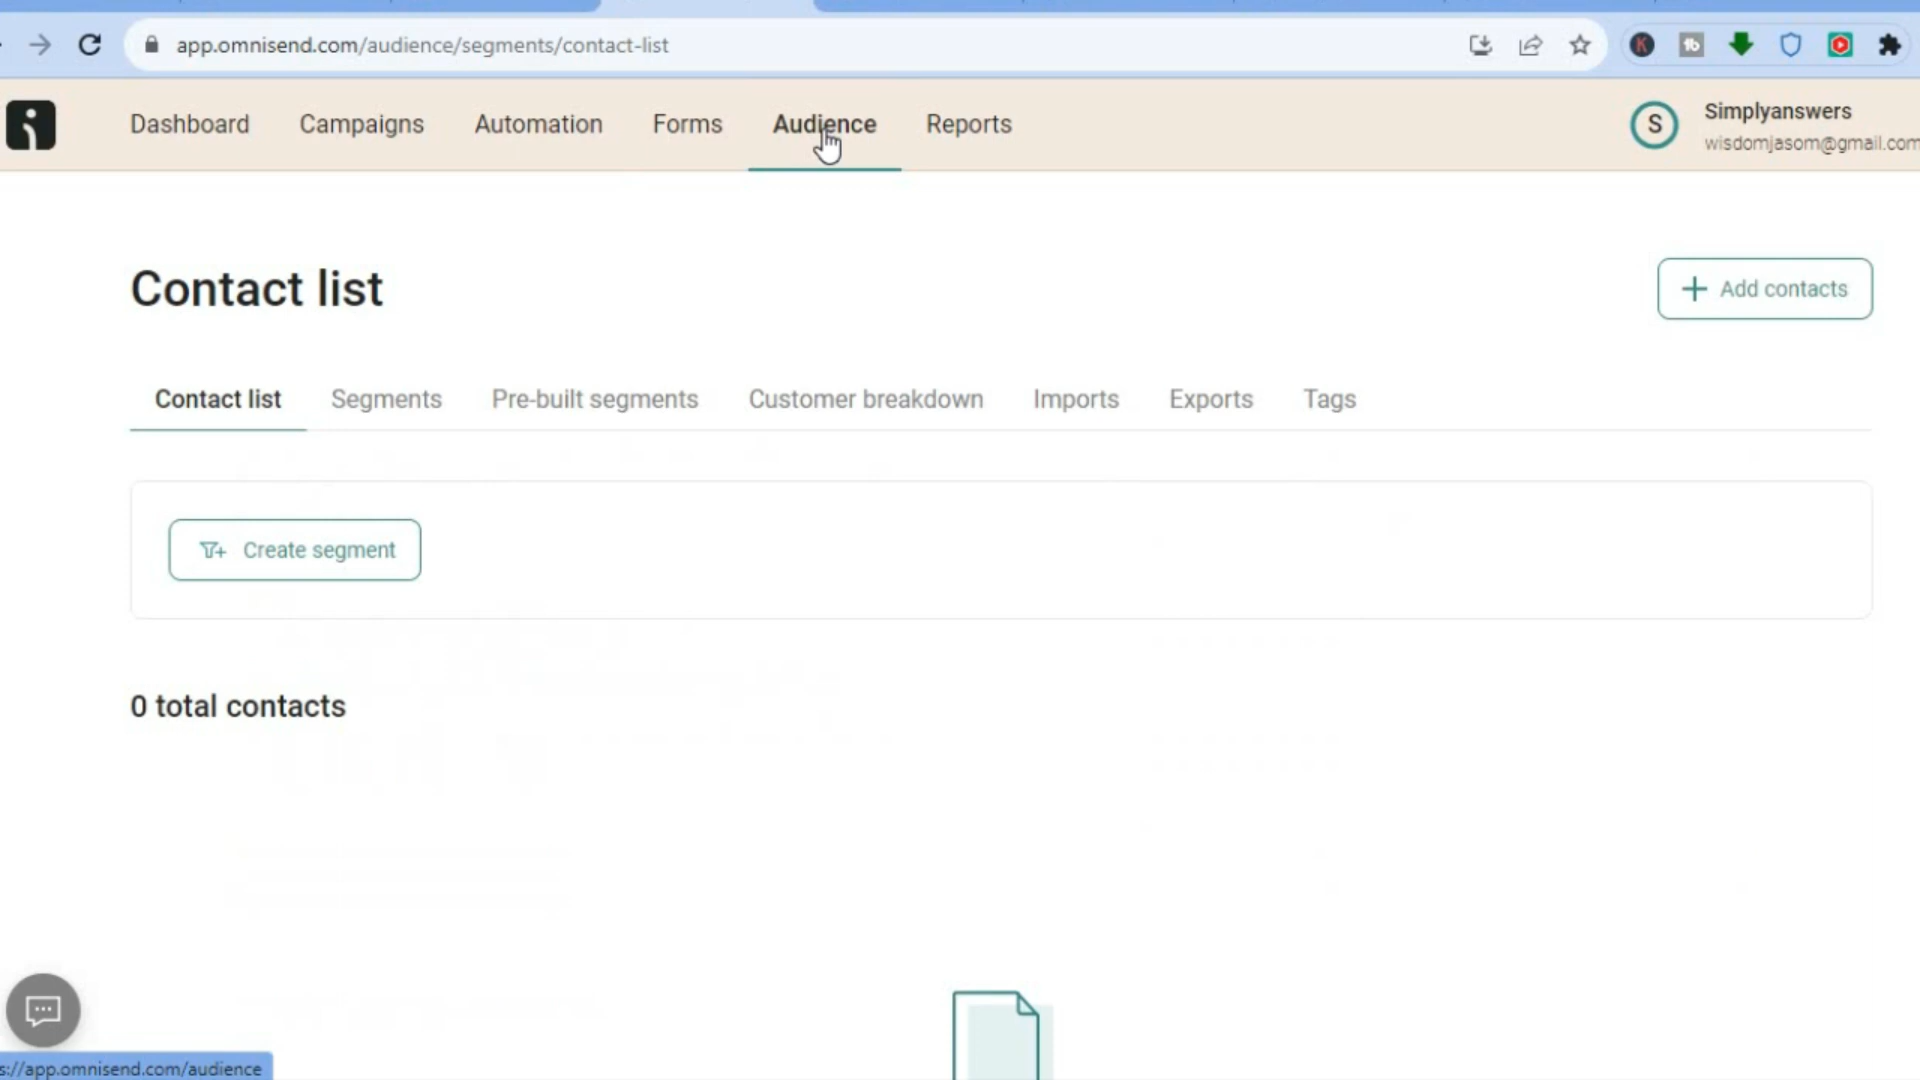 app.omnisend.com/audience/segments/contact-list
Dashboard
Campaigns
Automation
Forms
Audience
Reports
S
Simplyanswers
wisdomjasom@gmail.com
Contact list
Add contacts
Contact list
Segments
Pre-built segments
Customer breakdown
Imports
Exports
Tags
Create segment
0 total contacts
s://app.omnisend.com/audience